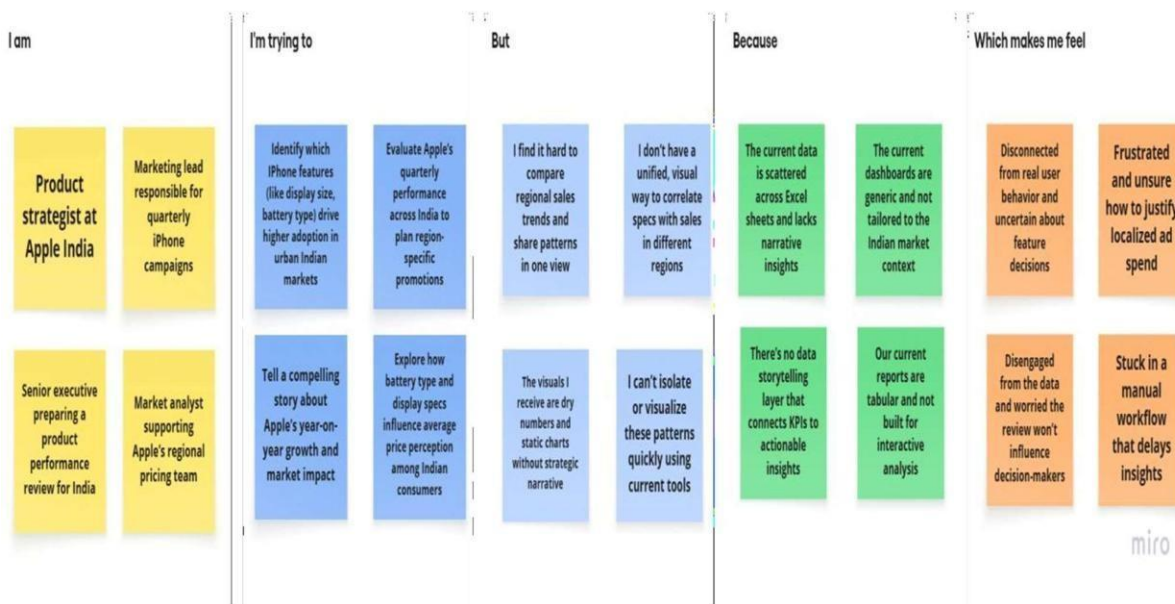 I am
Product
strategist at
Apple India
Marketing lead
responsible for
quarterly
iPhone
campaigns
Senior executive
preparing a
product
performance
review for India
Market analyst
supporting
Apple's regional
pricing team
I'm trying to
Identify which
iPhone features
(like display size,
battery type) drive
higher adoption in
urban Indian
markets
Evaluate Apple's
quarterly
performance
across India to
plan region-
specific
promotions
Tell a compelling
story about
Apple's year-on-
year growth and
market impact
Explore how
battery type and
display specs
influence average
price perception
among Indian
consumers
But
I find it hard to
compare
regional sales
trends and
share patterns
in one view
I don't have a
unified, visual
way to correlate
specs with sales
in different
regions
The visuals I
receive are dry
numbers and
static charts
without strategic
narrative
I can't isolate
or visualize
these patterns
quickly using
current tools
Because
The current data
is scattered
across Excel
sheets and lacks
narrative
insights
The current
dashboards are
generic and not
tailored to the
Indian market
context
There's no data
storytelling
layer that
connects KPIs to
actionable
insights
Our current
reports are
tabular and not
built for
interactive
analysis
Which makes me feel
Disconnected
from real user
behavior and
uncertain about
feature
decisions
Frustrated
and unsure
how to justify
localized ad
spend
Disengaged
from the data
and worried the
review won't
influence
decision-makers
Stuck in a
manual
workflow
that delays
insights
miro